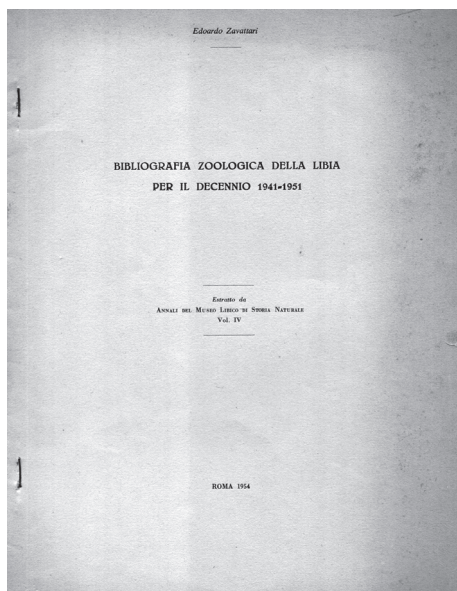 Edoardo Zavattari
BIBLIOGRAFIA ZOOLOGICA DELLA LIBIA
PER IL DECENNIO 1941-1951
Estratto da
ANNALI DEL MUSEO LIBICO DI STORIA NATURALE
Vol. IV
ROMA 1954